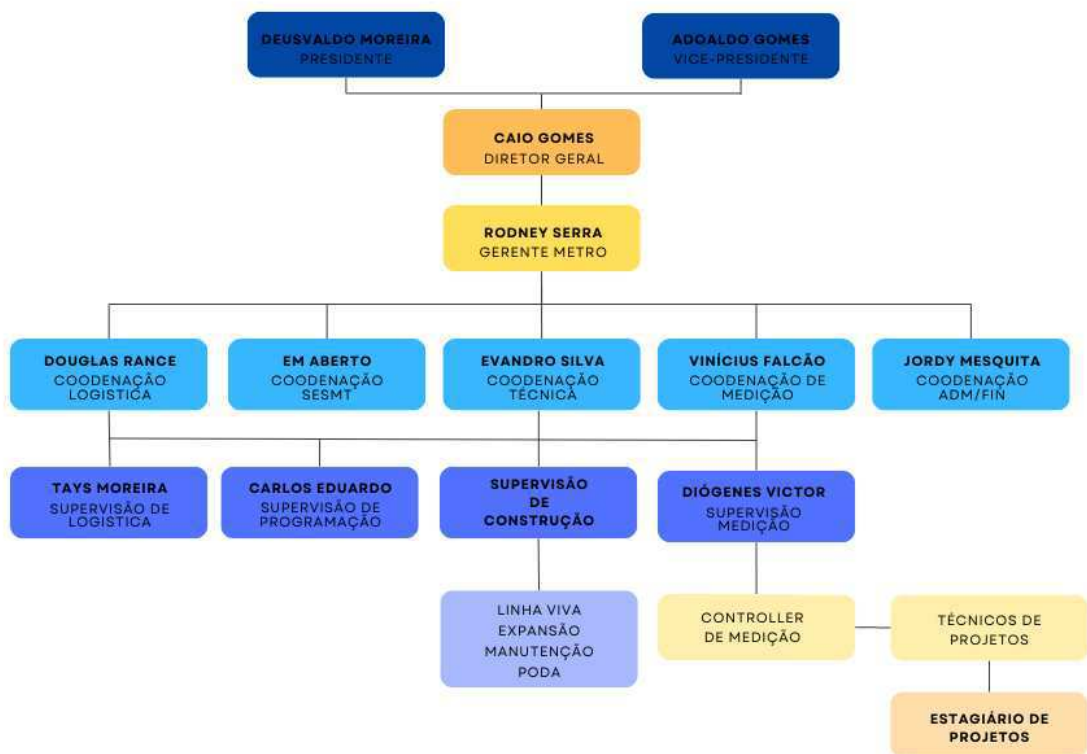 DEUSVALDO MOREIRA
PRESIDENTE
ADOALDO GOMES
VICE-PRESIDENTE
CAIO GOMES
DIRETOR GERAL
RODNEY SERRA
GERENTE METRO
DOUGLAS RANCE
COODENAÇÃO
LOGISTICA
EM ABERTO
COODENAÇÃO
SESMT
EVANDRO SILVA
COODENAÇÃO
TÉCNICA
VINÍCIUS FALCÃO
COODENAÇÃO DE
MEDIÇÃO
JORDY MESQUITA
COODENAÇÃO
ADM/FIN
TAYS MOREIRA
SUPERVISÃO DE
LOGISTICA
CARLOS EDUARDO
SUPERVISÃO DE
PROGRAMAÇÃO
SUPERVISÃO
DE
CONSTRUÇÃO
DIÓGENES VICTOR
SUPERVISÃO
MEDIÇÃO
LINHA VIVA
EXPANSÃO
MANUTENÇÃO
PODA
CONTROLLER
DE MEDIÇÃO
TÉCNICOS DE
PROJETOS
ESTAGIÁRIO DE
PROJETOS